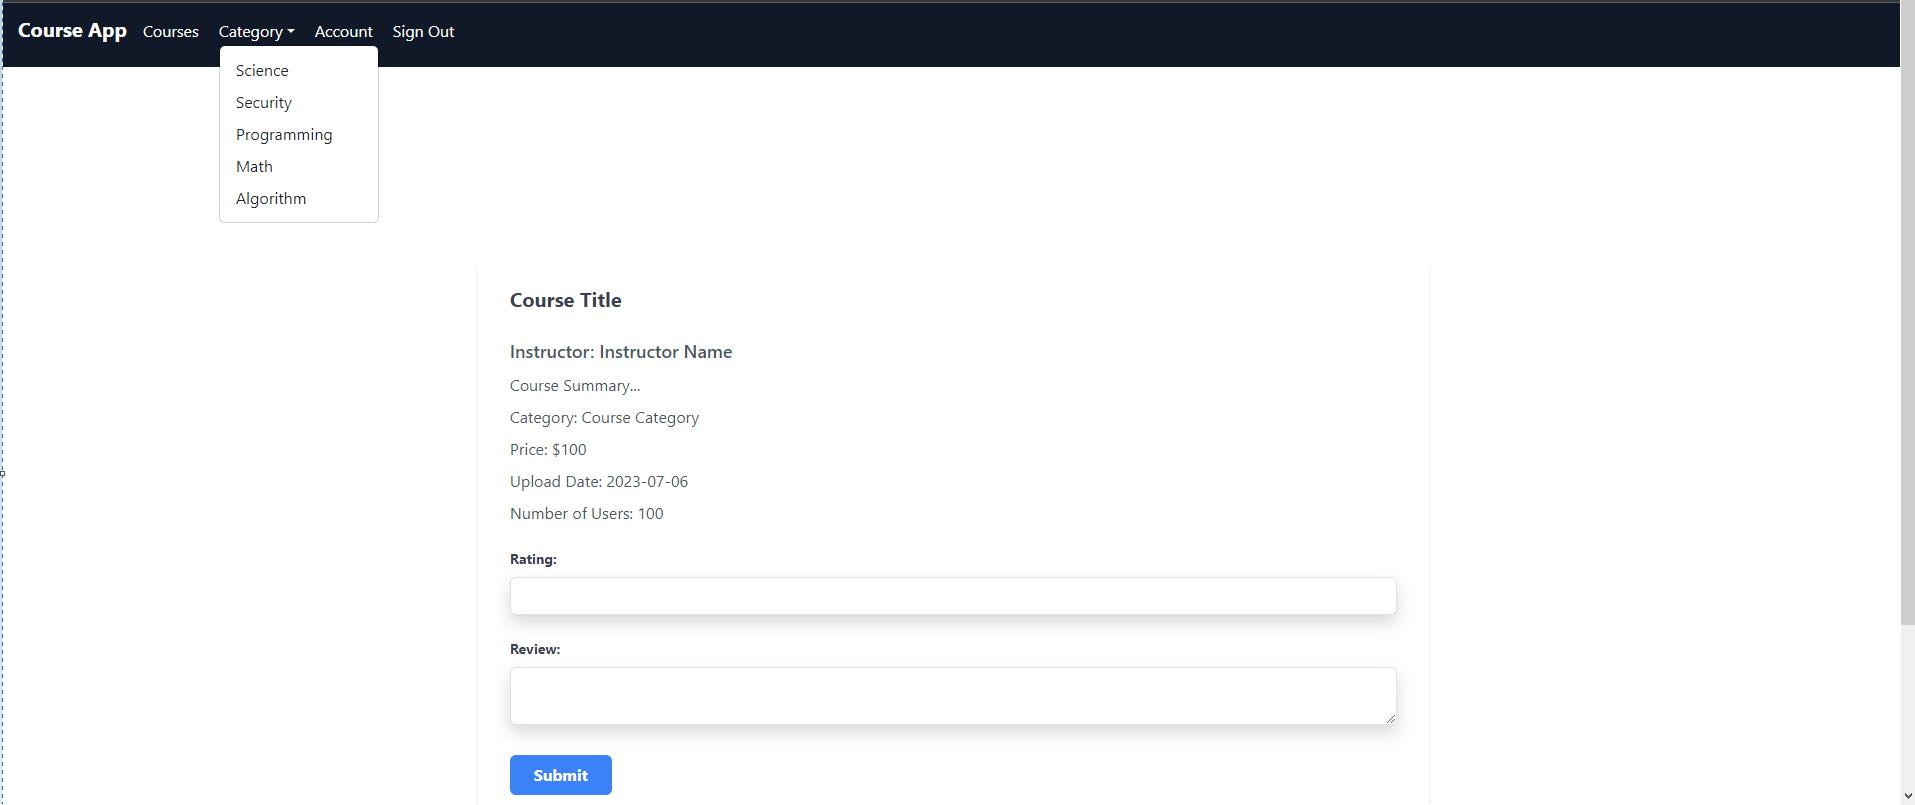 Course App Courses Category Account Sign Out
Science
Security
Programming
Math
Algorithm
Course Title
Instructor: Instructor Name
Course Summary...
Category: Course Category
Price: $100
Upload Date: 2023-07-06
Number of Users: 100
Rating:
Review:
Submit